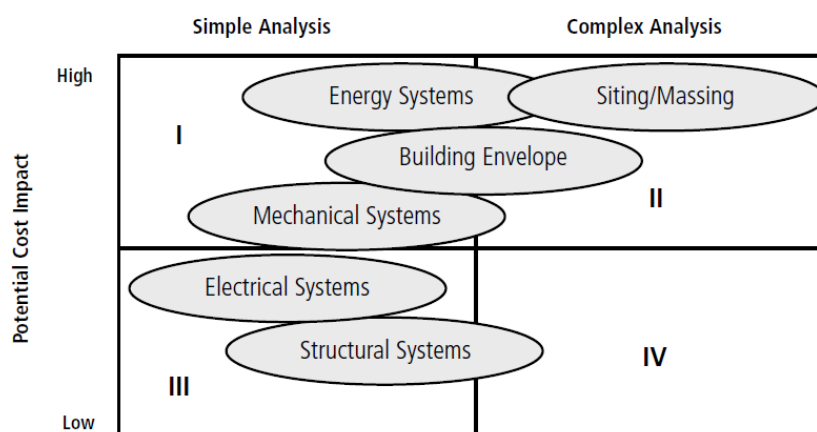 Simple Analysis
Complex Analysis
High
Energy Systems
Siting/Massing
I
Building Envelope
II
Mechanical Systems
Potential Cost Impact
Electrical Systems
Structural Systems
IV
III
Low